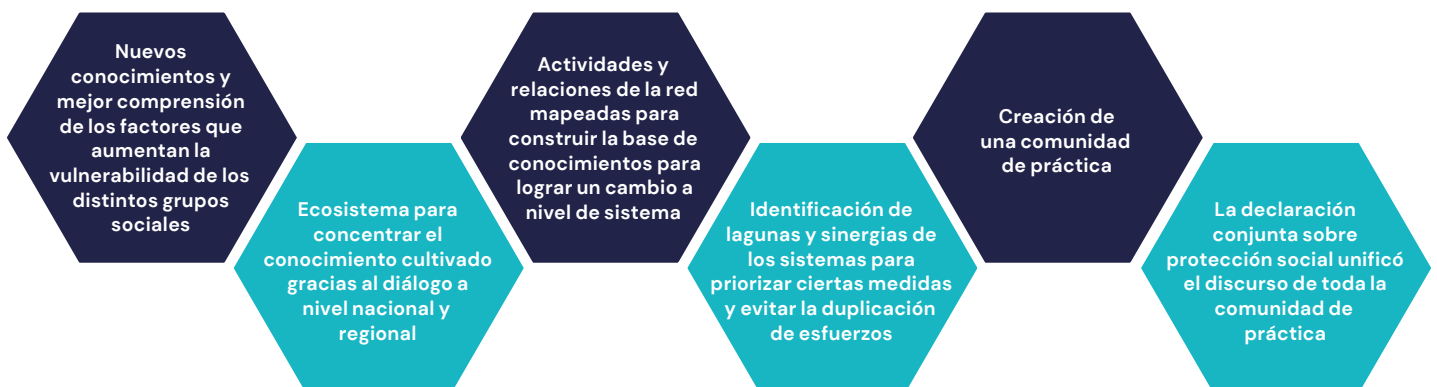 Nuevos
conocimientos y
mejor comprensión
de los factores que
aumentan la
vulnerabilidad de los
distintos grupos
sociales
Ecosistema para
concentrar el
conocimiento cultivado
gracias al diálogo a
nivel nacional y
regional
Actividades y
relaciones de la red
mapeadas para
construir la base de
conocimientos para
lograr un cambio a
nivel de sistema
Identificación de
lagunas y sinergias de
los sistemas para
priorizar ciertas medidas
y evitar la duplicación
de esfuerzos
Creación de
una comunidad
de práctica
La declaración
conjunta sobre
protección social unificó
el discurso de toda la
comunidad de
práctica